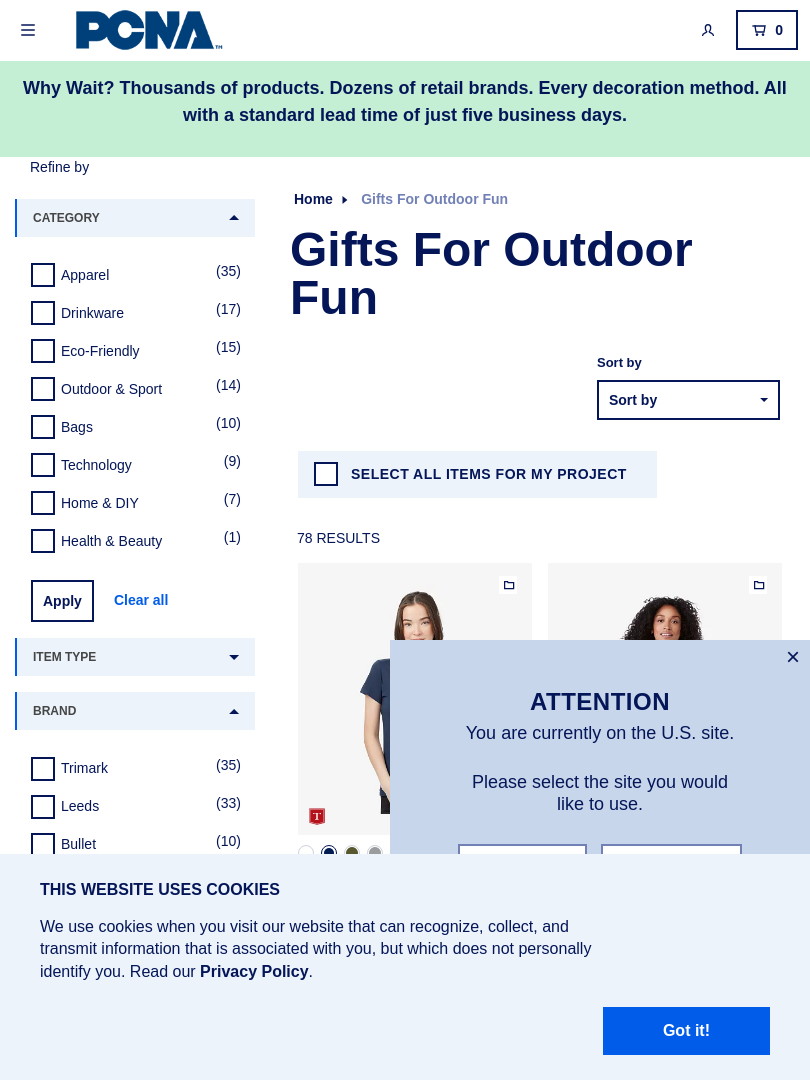 PCNA™
0
Why Wait? Thousands of products. Dozens of retail brands. Every decoration method. All
with a standard lead time of just five business days.
Refine by
CATEGORY
Apparel (35)
Drinkware (17)
Eco-Friendly (15)
Outdoor & Sport (14)
Bags (10)
Technology (9)
Home & DIY (7)
Health & Beauty (1)
Apply Clear all
ITEM TYPE
BRAND
Trimark (35)
Leeds (33)
Bullet (10)
Home Gifts For Outdoor Fun
Gifts For Outdoor
Fun
Sort by
Sort by
SELECT ALL ITEMS FOR MY PROJECT
78 RESULTS
T
ATTENTION
You are currently on the U.S. site.
Please select the site you would
like to use.
THIS WEBSITE USES COOKIES
We use cookies when you visit our website that can recognize, collect, and
transmit information that is associated with you, but which does not personally
identify you. Read our Privacy Policy.
Got it!